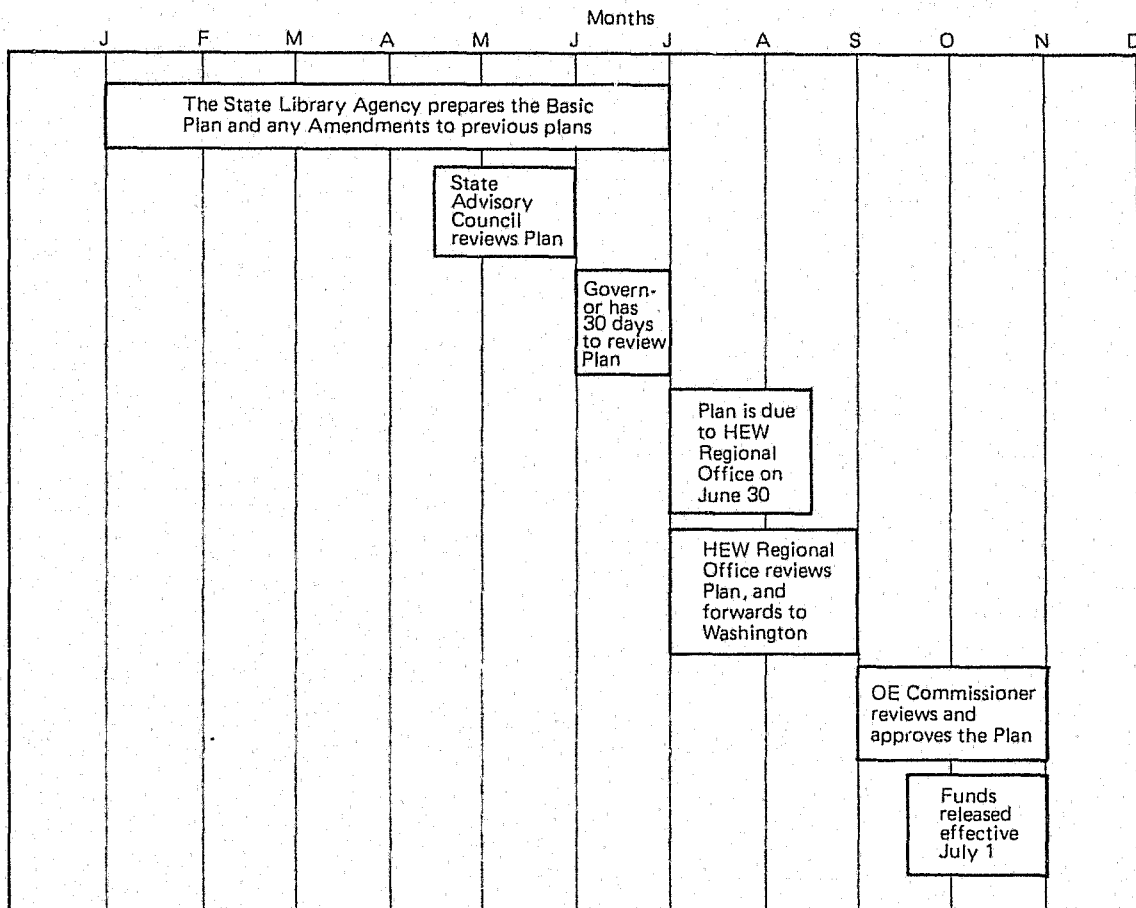 Months
J F M A M J J A S O N D
The State Library Agency prepares the Basic
Plan and any Amendments to previous plans
State
Advisory
Council
reviews Plan
Govern-
or has
30 days
to review
Plan
Plan is due
to HEW
Regional
Office on
June 30
HEW Regional
Office reviews
Plan, and
forwards to
Washington
OE Commissioner
reviews and
approves the Plan
Funds
released
effective
July 1